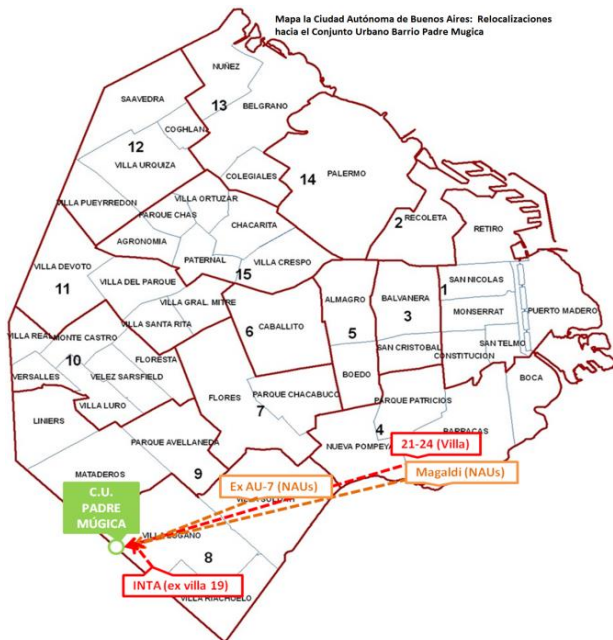 Mapa la Ciudad Autónoma de Buenos Aires: Relocalizaciones
hacia el Conjunto Urbano Barrio Padre Mugica
NUÑEZ
SAAVEDRA
13
BELGRANO
COGHLAN
12
VILLA URQUIZA
COLEGIALES
14
PALERMO
VILLA PUEYRREDON
VILLA ORTUZAR
PARQUE CHAS
2
RECOLETA
CHACARITA
RETIRO
AGRONOMIA
PATERNAL
VILLA CRESPO
15
VILLA DEVOTO
11
VILLA DEL PARQUE
SAN NICOLAS
1
ALMAGRO
BALVANERA
VILLA GRAL. MITRE
MONSERRAT
PUERTO MADERO
3
VILLA SANTA RITA
6
CABALLITO
5
VILLA REAL
MONTE CASTRO
SAN TELMO
SAN CRISTOBAL
CONSTITUCION
10
FLORESTA
VERSALLES
VELEZ SARSFIELD
BOEDO
BOCA
FLORES
PARQUE CHACABUCO
VILLA LURO
7
PARQUE PATRICIOS
LINIERS
4
BARRACAS
PARQUE AVELLANEDA
NUEVA POMPEYA
21-24 (Villa)
MATADEROS
9
Magaldi (NAUs)
Ex AU-7 (NAUs)
VILLA SOLDATI
C.U.
PADRE
MÚGICA
VILLA LUGANO
8
INTA (ex villa 19)
VILLA RIACHUELO